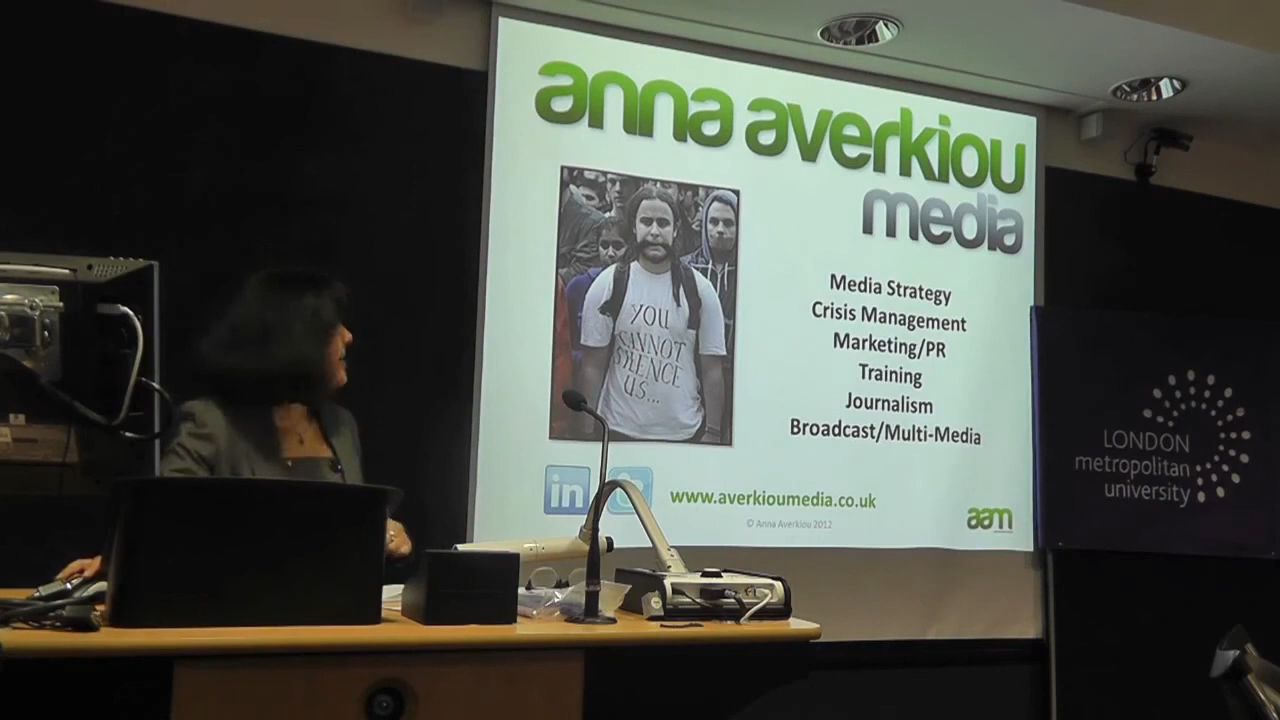 anna averkiou
media
YOU
CANNOT
SILENCE
US...
Media Strategy
Crisis Management
Marketing/PR
Training
Journalism
Broadcast/Multi-Media
in
www.averkioumedia.co.uk
© Anna Averkiou 2012
aam
LONDON
metropolitan
university